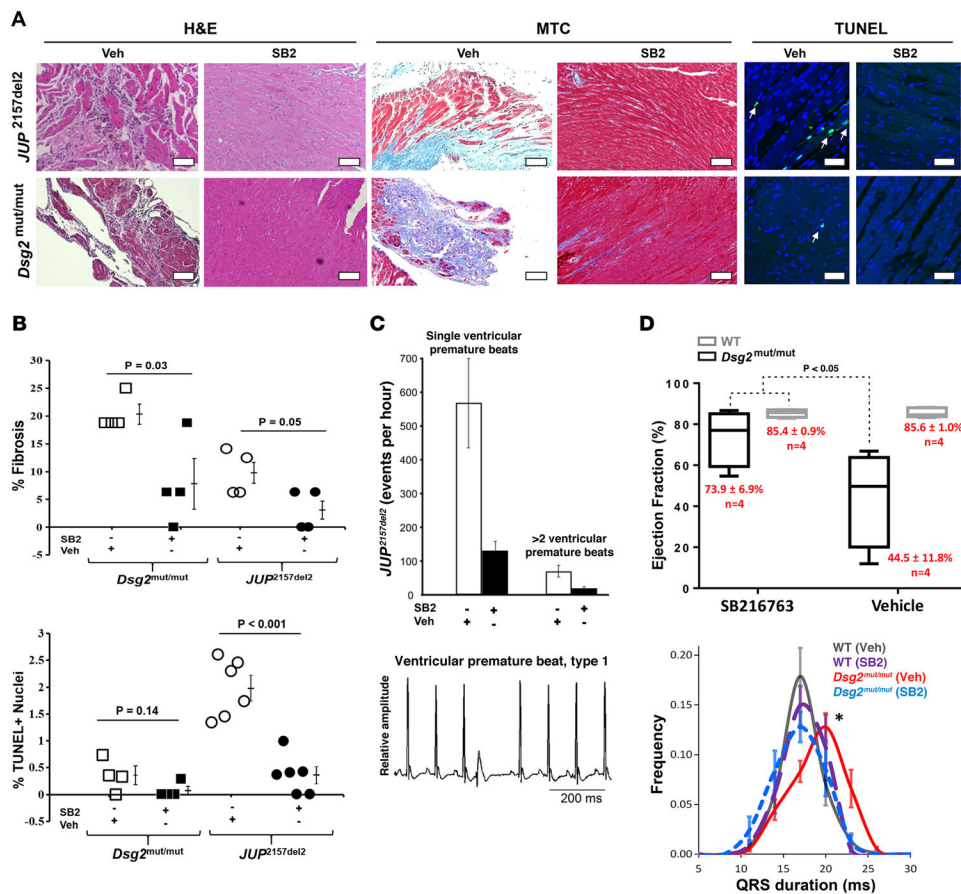 A
H&E
MTC
TUNEL
Veh
SB2
Veh
SB2
Veh
SB2
JUP 2157del2
Dsg2 mut/mut
B
30
25
20
15
10
5
0
-5
% Fibrosis
P = 0.03
P = 0.05
SB2 - + - +
Veh + - + -
Dsg2mut/mut
JUP2157del2
3
2.5
2
1.5
1
0.5
0
-0.5
% TUNEL+ Nuclei
P < 0.001
P = 0.14
SB2 - + - +
Veh + - + -
Dsg2mut/mut
JUP2157del2
C
Single ventricular
premature beats
700
600
500
400
300
200
100
0
JUP2157del2 (events per hour)
>2 ventricular
premature beats
SB2 - + - +
Veh + - + -
Ventricular premature beat, type 1
Relative amplitude
200 ms
D
WT
Dsg2mut/mut
P < 0.05
100
80
60
40
80
0
Ejection Fraction (%)
85.4 ± 0.9%
n=4
85.6 ± 1.0%
n=4
73.9 ± 6.9%
n=4
44.5 ± 11.8%
n=4
SB216763
Vehicle
WT (Veh)
WT (SB2)
Dsg2mut/mut (Veh)
Dsg2mut/mut (SB2)
*
0.20
0.15
0.10
0.05
0.00
Frequency
5 10 15 20 25 30
QRS duration (ms)